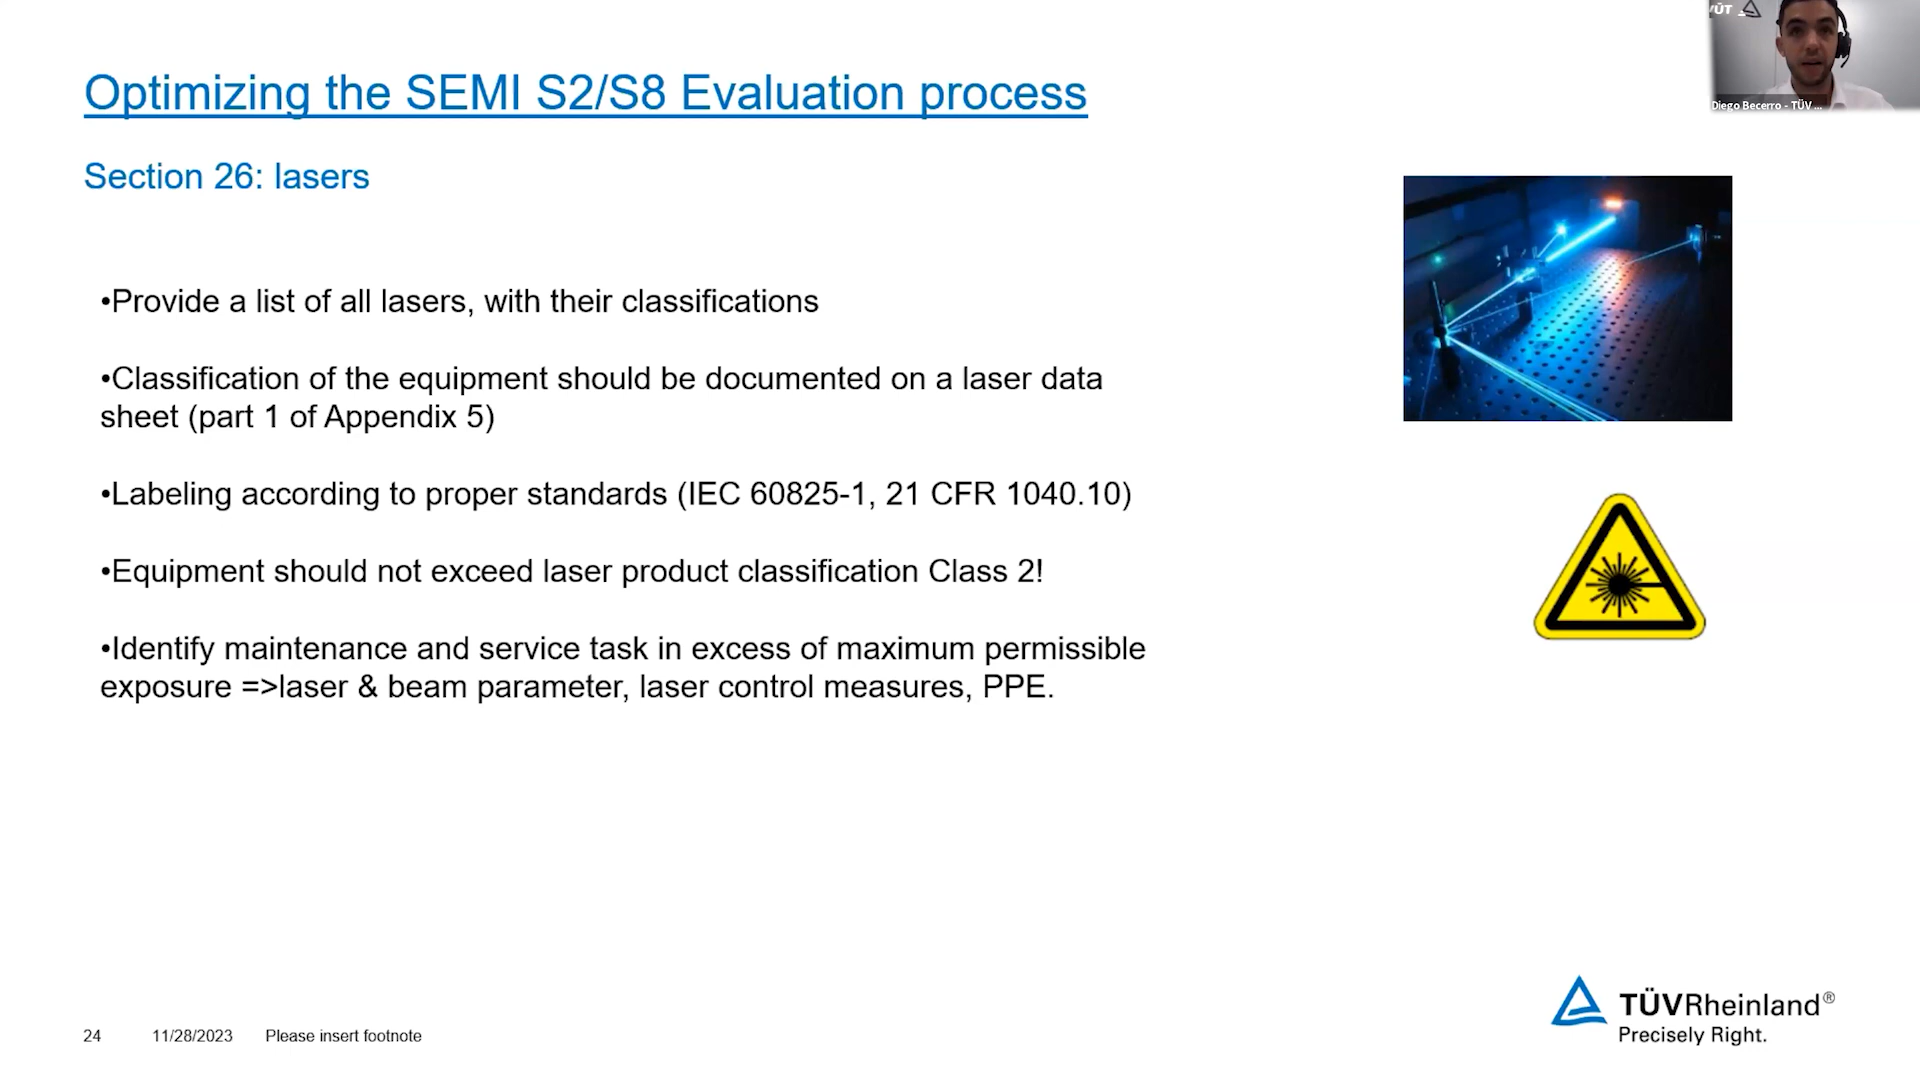 Optimizing the SEMI S2/S8 Evaluation process
Section 26: lasers
•Provide a list of all lasers, with their classifications
•Classification of the equipment should be documented on a laser data
sheet (part 1 of Appendix 5)
•Labeling according to proper standards (IEC 60825-1, 21 CFR 1040.10)
•Equipment should not exceed laser product classification Class 2!
•Identify maintenance and service task in excess of maximum permissible
exposure =>laser & beam parameter, laser control measures, PPE.
Diego Becerro - TÜV ...
24 11/28/2023 Please insert footnote
TÜVRheinland®
Precisely Right.